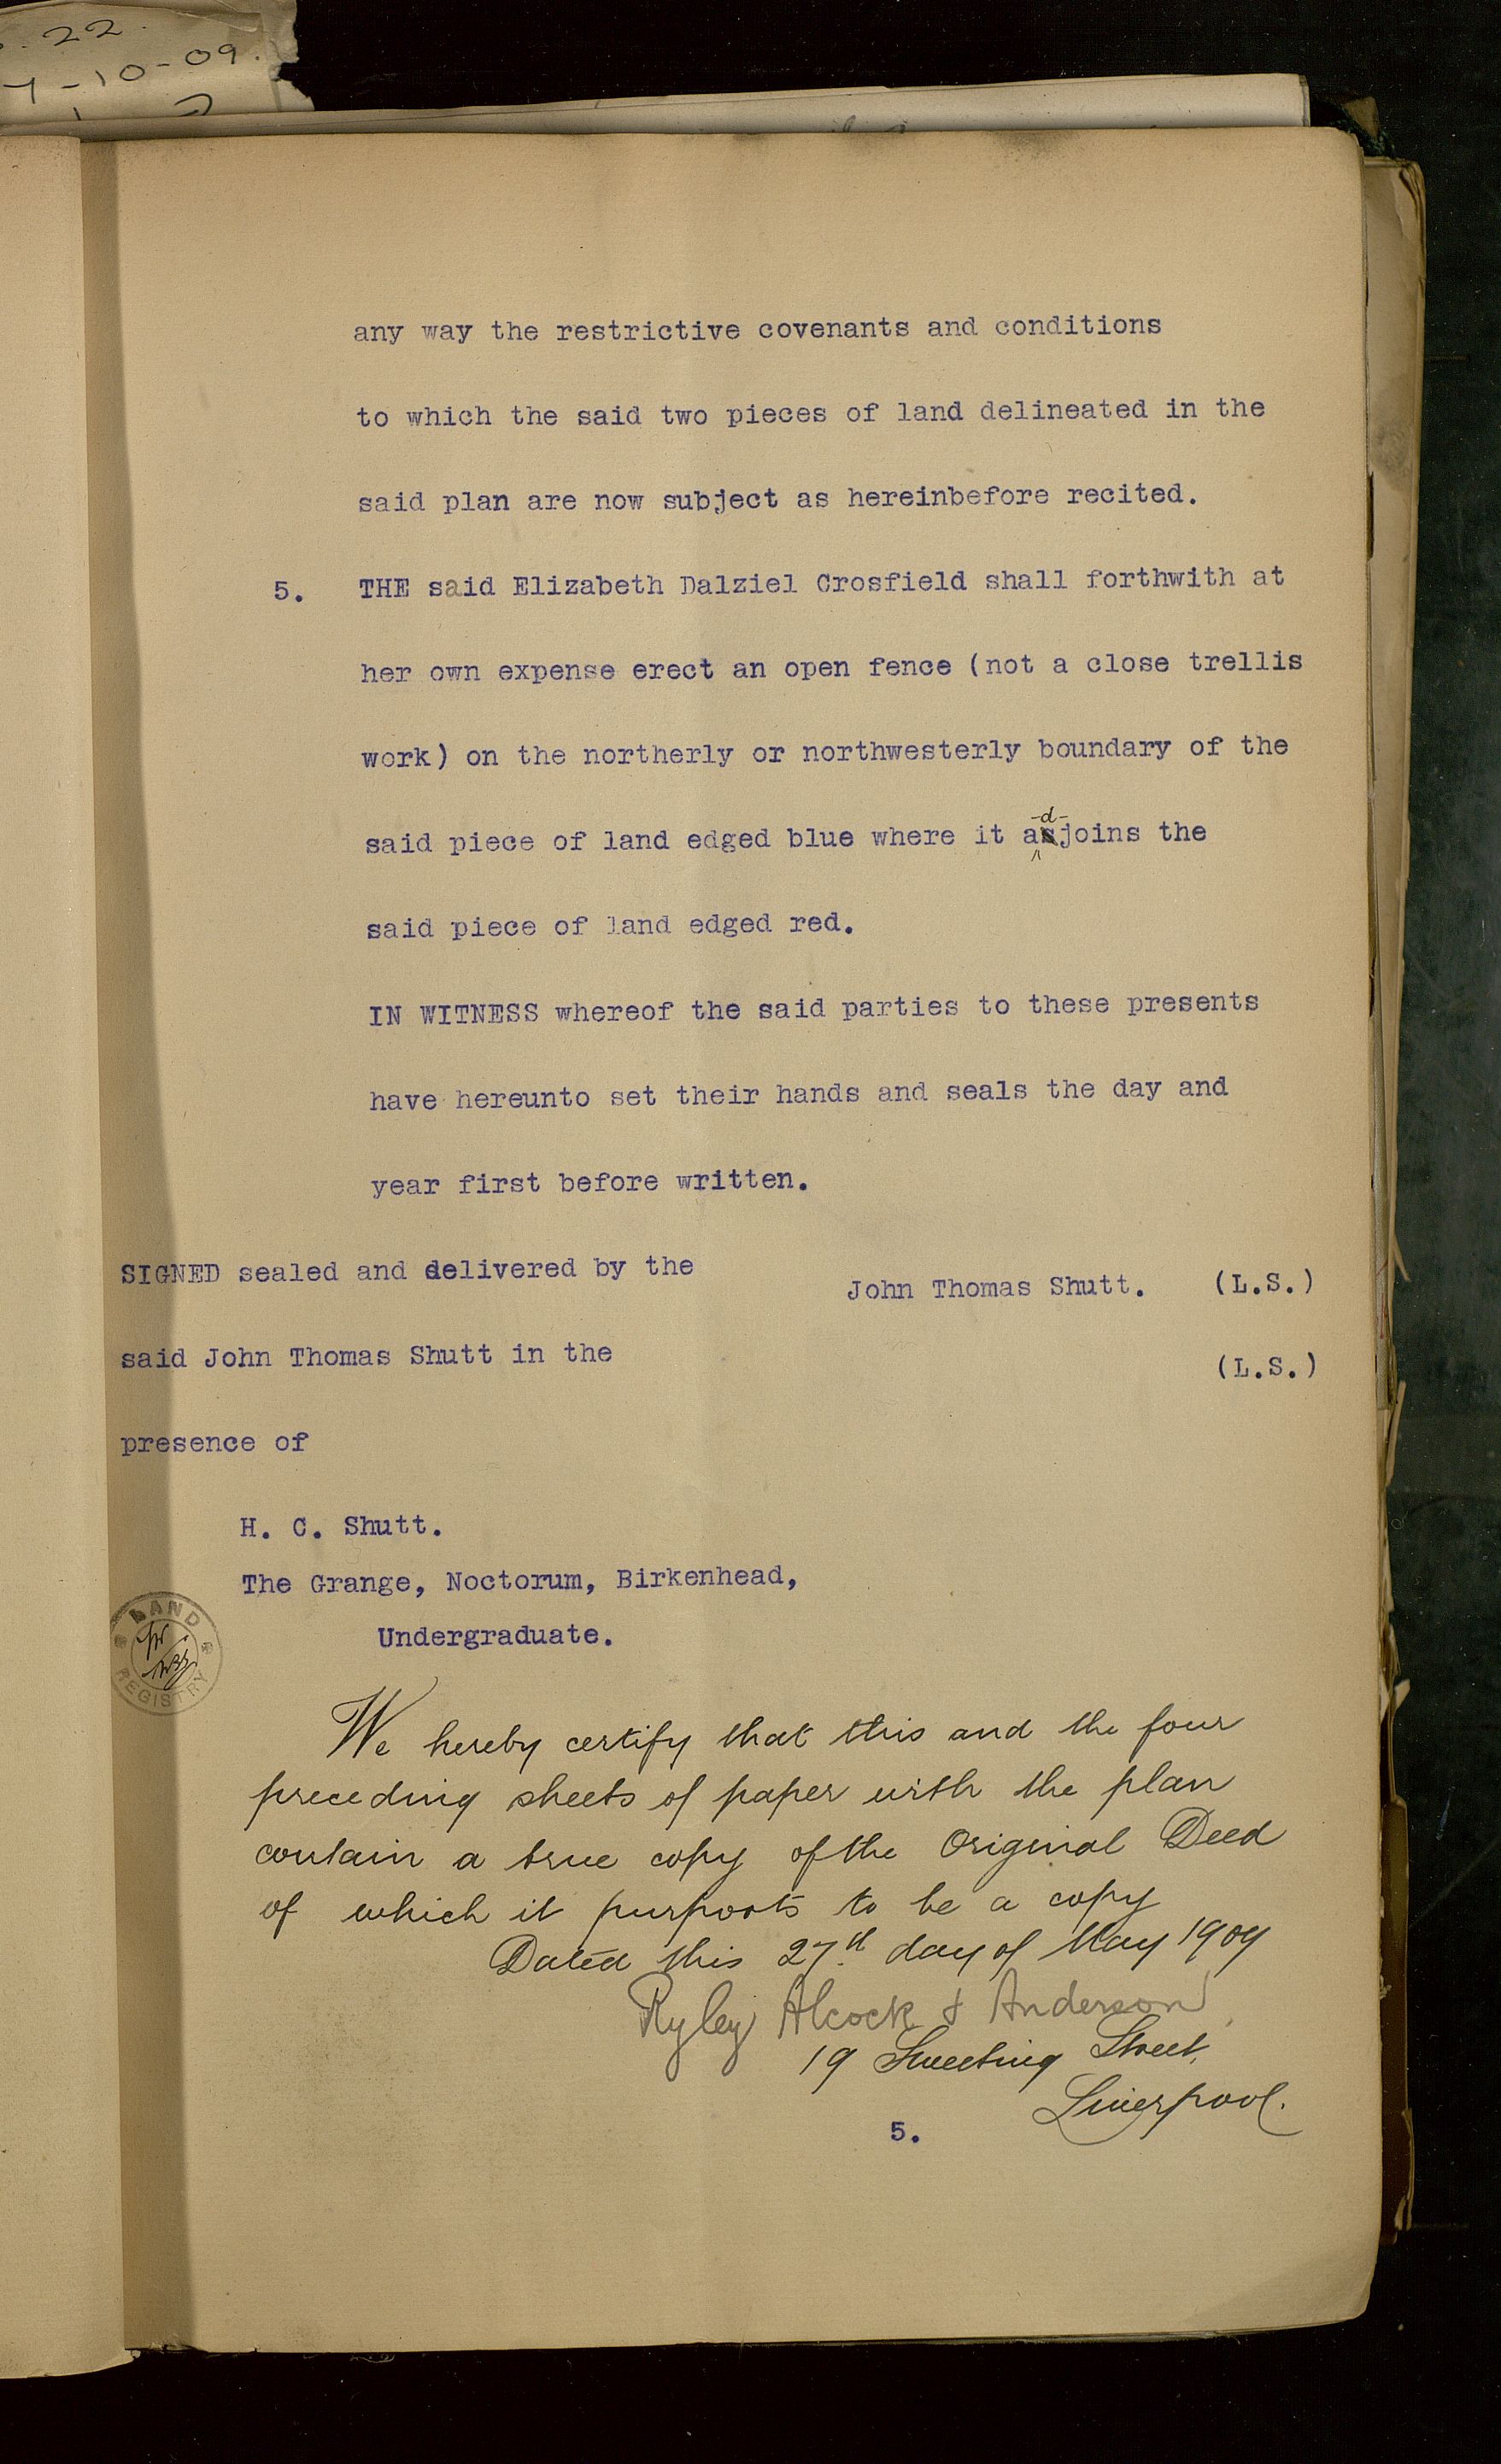 . 22.
7-10-09.
any way the restrictive covenants and conditions
to which the said two pieces of land delineated in the
said plan are now subject as hereinbefore recited.
5. THE said Elizabeth Dalziel Crosfield shall forthwith at
her own expense erect an open fence (not a close trellis
work) on the northerly or northwesterly boundary of the
said piece of land edged blue where it adjoins the
said piece of land edged red.
IN WITNESS whereof the said parties to these presents
have hereunto set their hands and seals the day and
year first before written.
SIGNED sealed and delivered by the
John Thomas Shutt. (L.S.)
said John Thomas Shutt in the
(L.S.)
presence of
H. C. Shutt.
The Grange, Noctorum, Birkenhead,
Undergraduate.
LAND REGISTRY
We hereby certify that this and the four
preceding sheets of paper with the plan
contain a true copy of the Original Deed
of which it purports to be a copy
Dated this 27th day of May 1909
Ryley Alcock & Anderson
19 Sweeting Street,
Liverpool.
5.